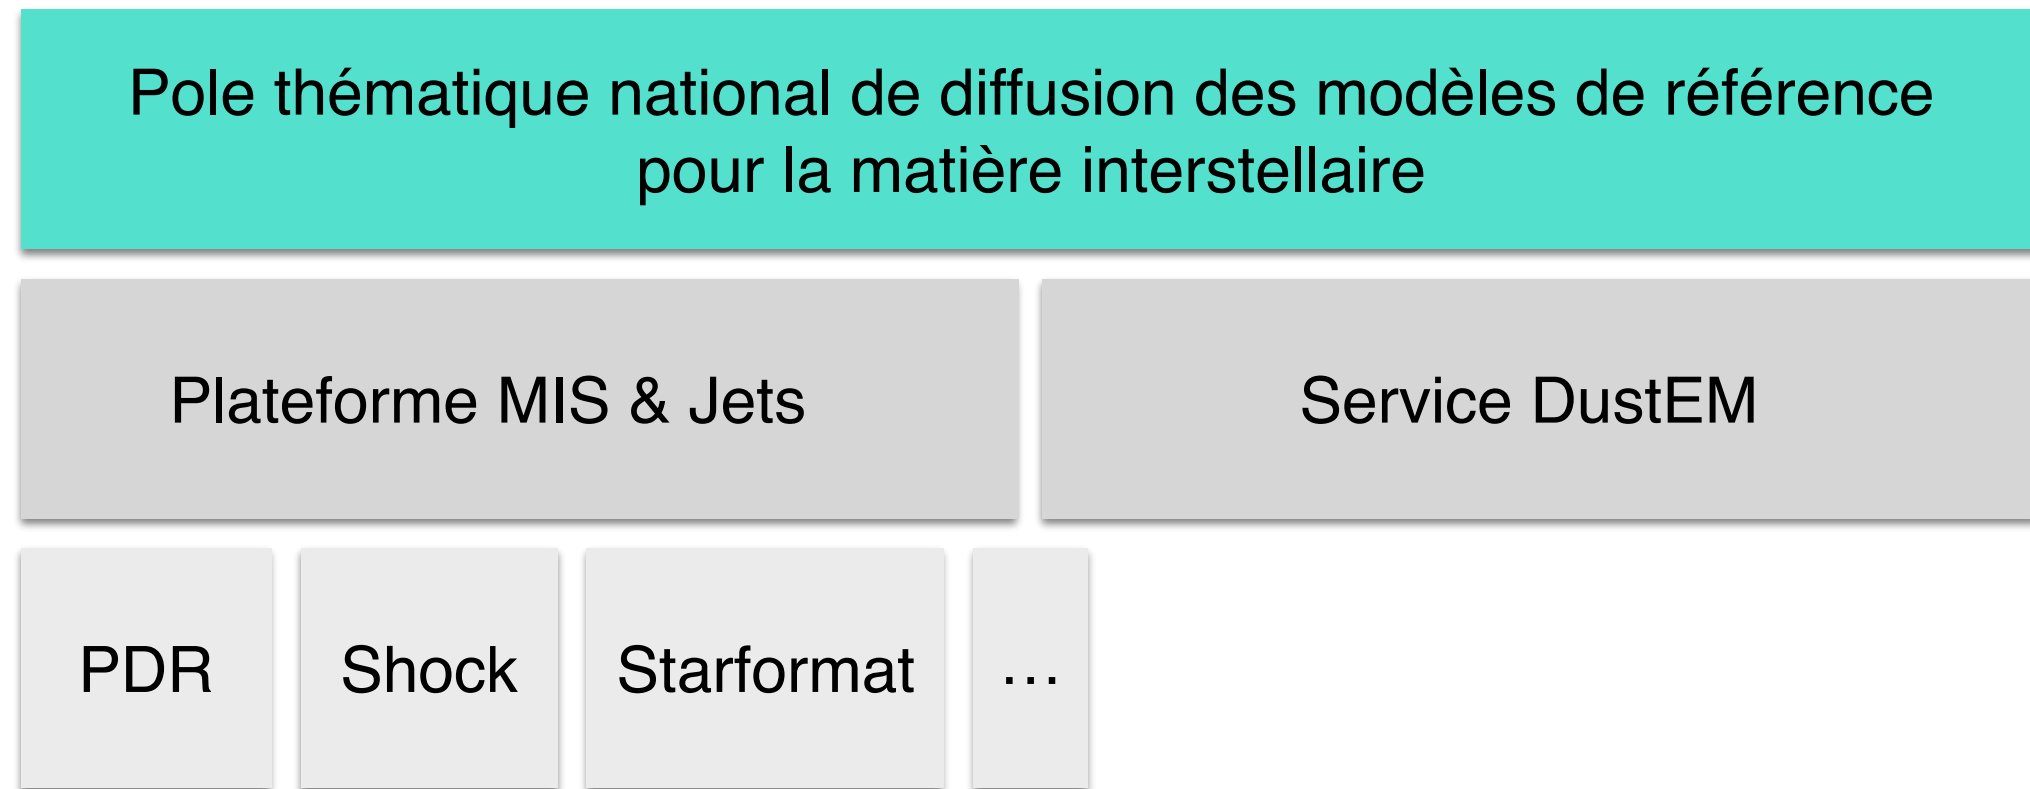 Pole thématique national de diffusion des modèles de référence
pour la matière interstellaire
Plateforme MIS & Jets
Service DustEM
PDR
Shock
Starformat
…